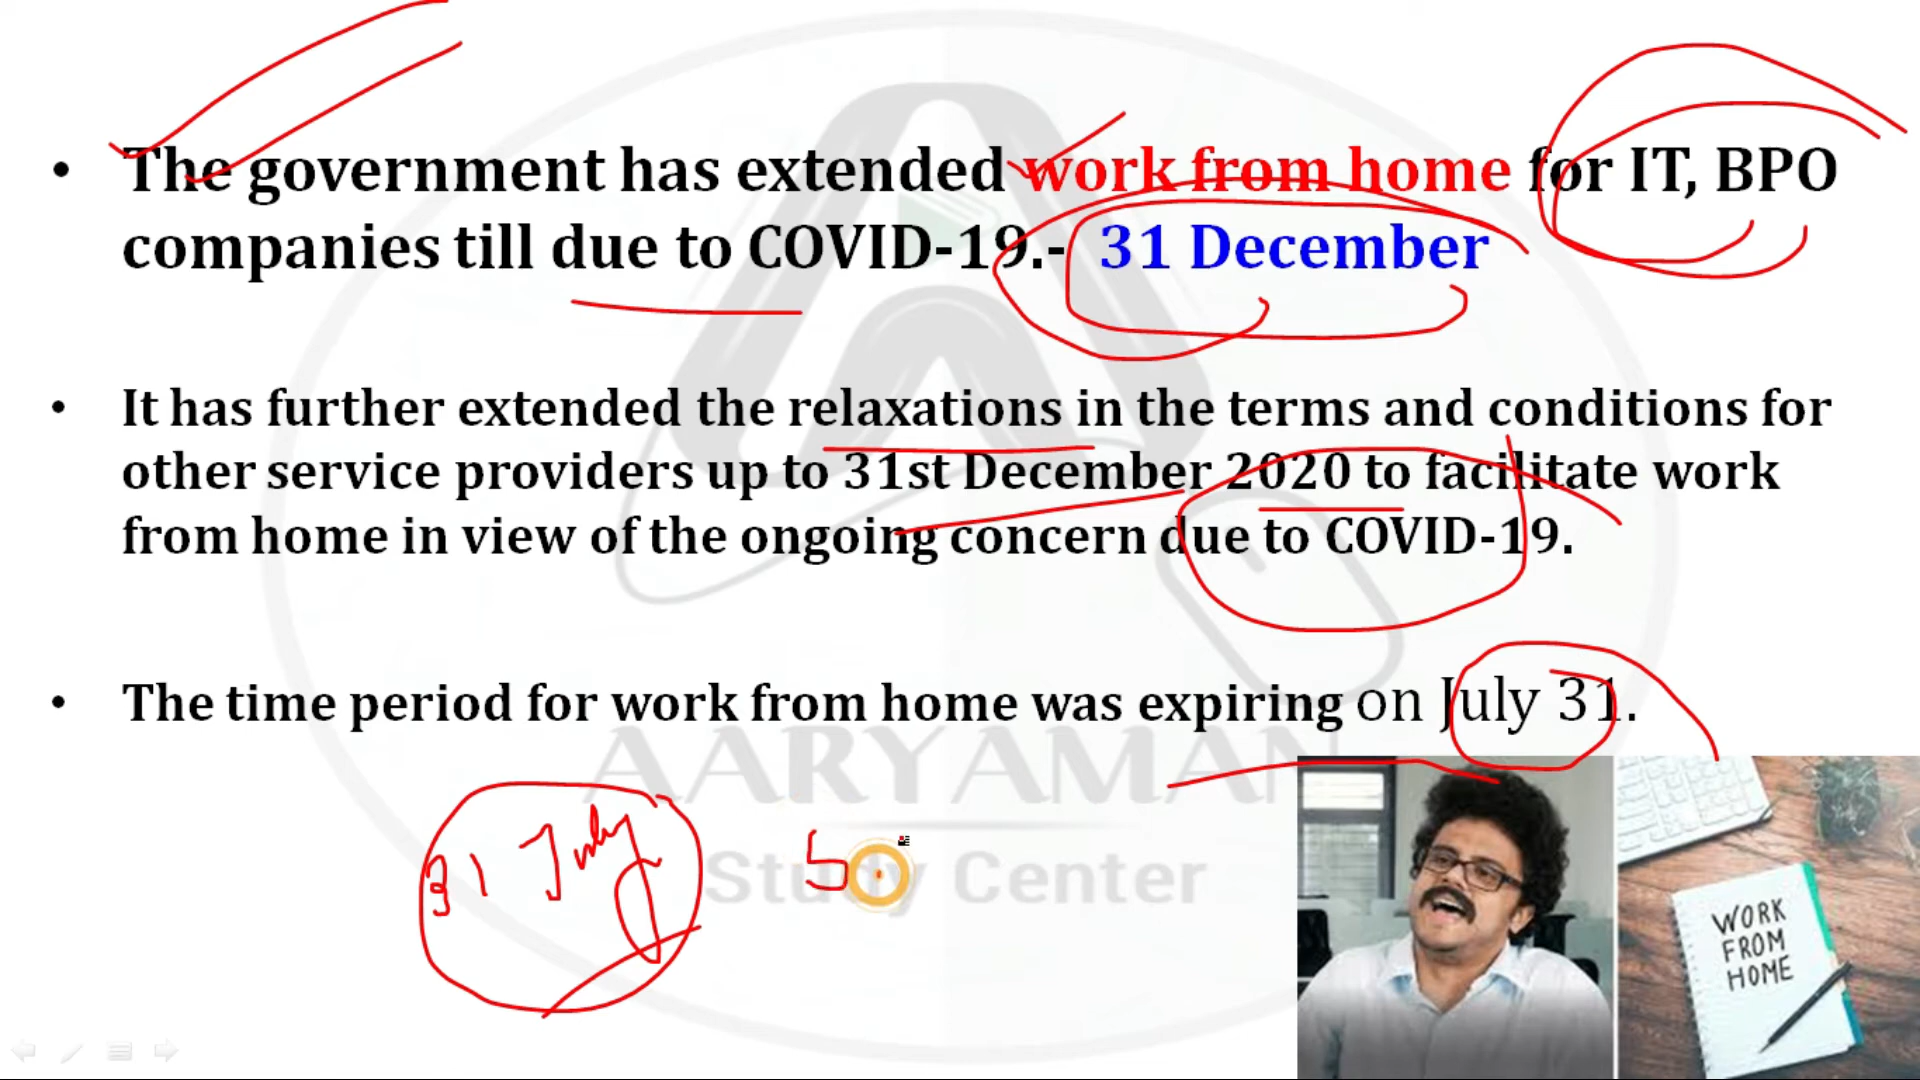 • The government has extended work from home for IT, BPO
companies till due to COVID-19.- 31 December
• It has further extended the relaxations in the terms and conditions for
other service providers up to 31st December 2020 to facilitate work
from home in view of the ongoing concern due to COVID-19.
• The time period for work from home was expiring on July 31.
AARYAMAN
Study Center
31 July
5
WORK
FROM
HOME